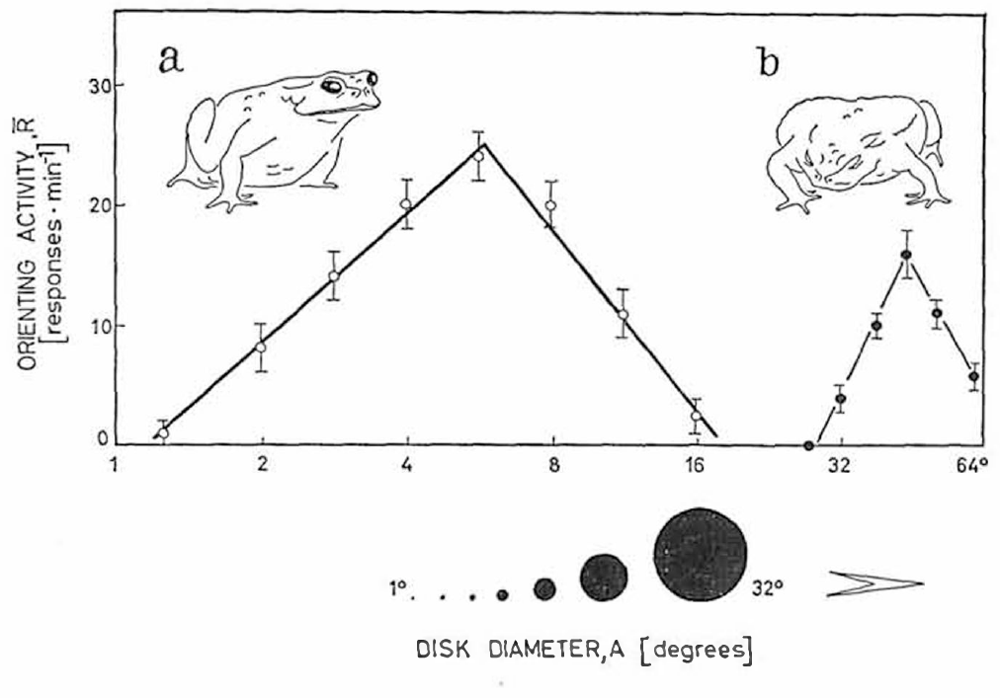 a
b
30
20
10
0
ORIENTING ACTIVITY, R̄
[responses · min⁻¹]
1 2 4 8 16 32 64°
1° 32°
DISK DIAMETER, A [degrees]